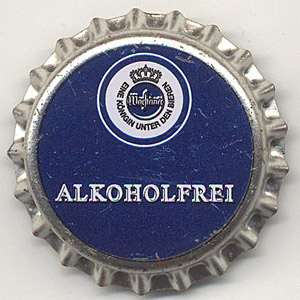 EINE KÖNIGIN UNTER DEN BIEREN
Warsteiner
ALKOHOLFREI